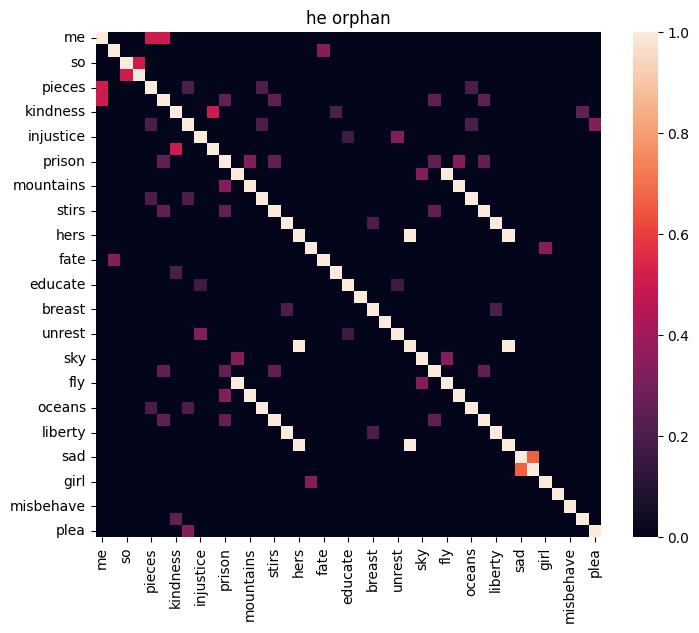 he orphan
me
so
pieces
kindness
injustice
prison
mountains
stirs
hers
fate
educate
breast
unrest
sky
fly
oceans
liberty
sad
girl
misbehave
plea
me
so
pieces
kindness
injustice
prison
mountains
stirs
hers
fate
educate
breast
unrest
sky
fly
oceans
liberty
sad
girl
misbehave
plea
1.0
0.8
0.6
0.4
0.2
0.0